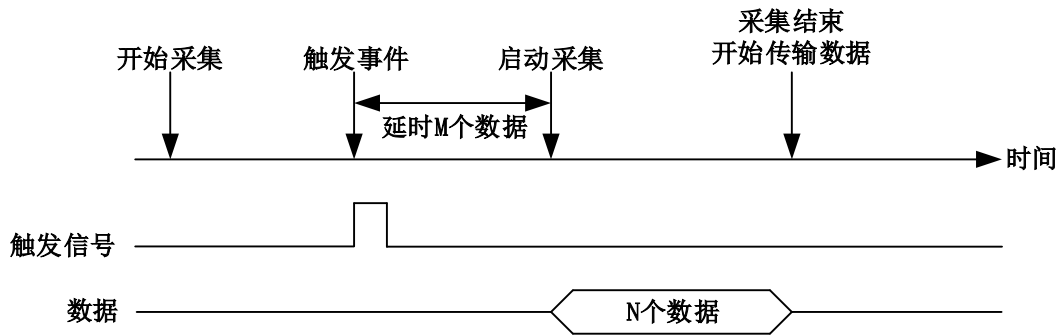 开始采集
触发事件
启动采集
采集结束
开始传输数据
延时M个数据
时间
触发信号
数据
N个数据